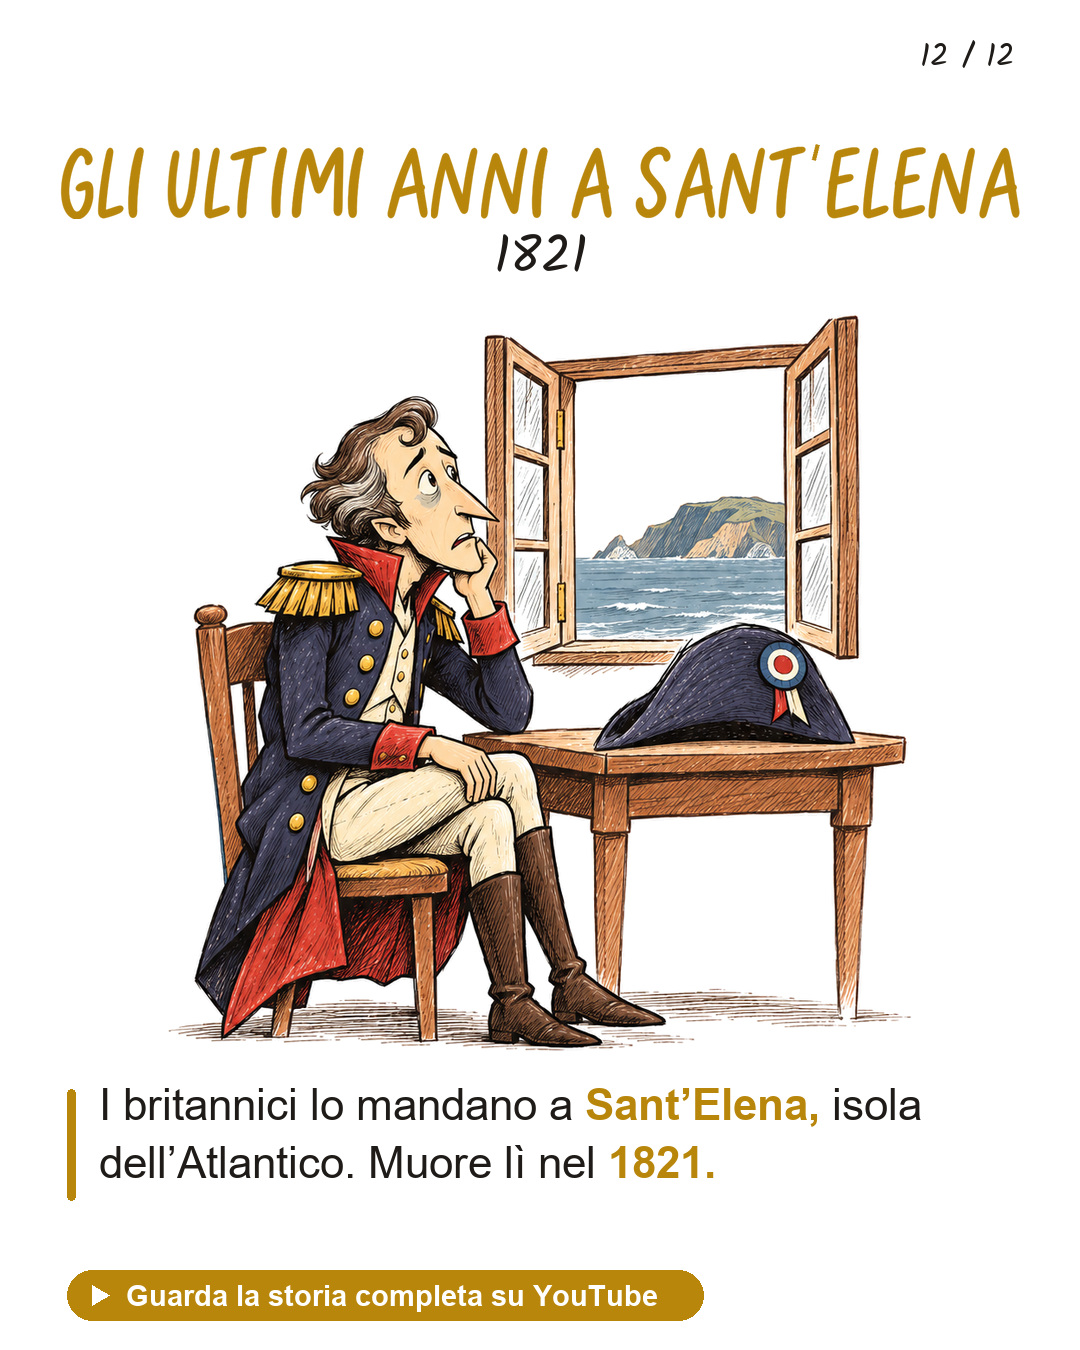 12 / 12
GLI ULTIMI ANNI A SANT'ELENA
1821
I britannici lo mandano a Sant’Elena, isola
dell’Atlantico. Muore lì nel 1821.
Guarda la storia completa su YouTube